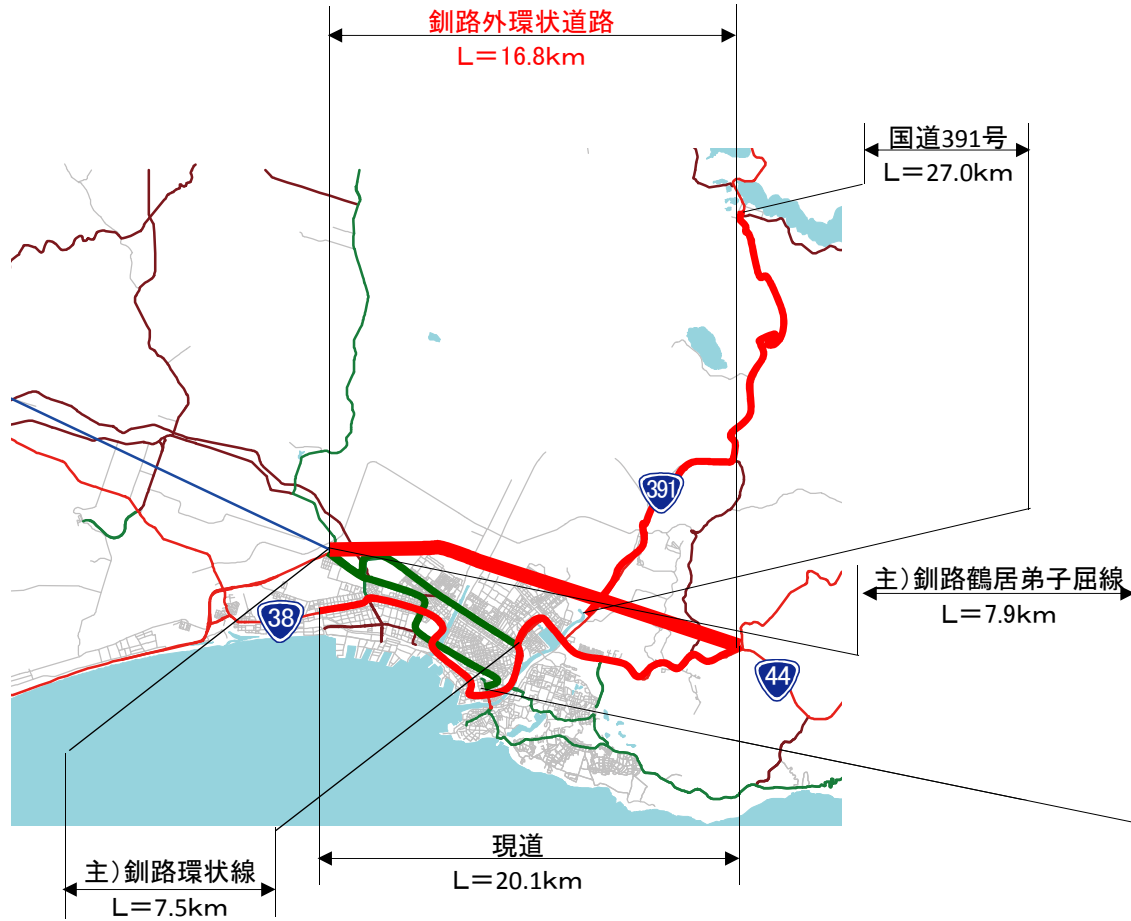 釧路外環状道路
L=16.8km
国道391号
L=27.0km
391
38
主)釧路鶴居弟子屈線
L=7.9km
44
現道
L=20.1km
主)釧路環状線
L=7.5km